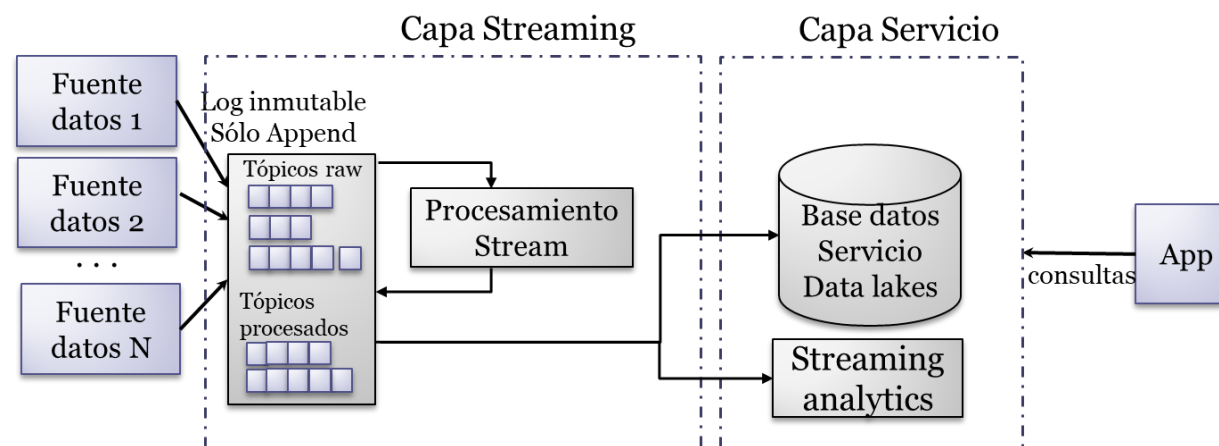 Capa Streaming
Capa Servicio
Fuente
datos 1
Fuente
datos 2
. . .
Fuente
datos N
Log inmutable
Sólo Append
Tópicos raw
Tópicos
procesados
Procesamiento
Stream
Base datos
Servicio
Data lakes
Streaming
analytics
consultas
App